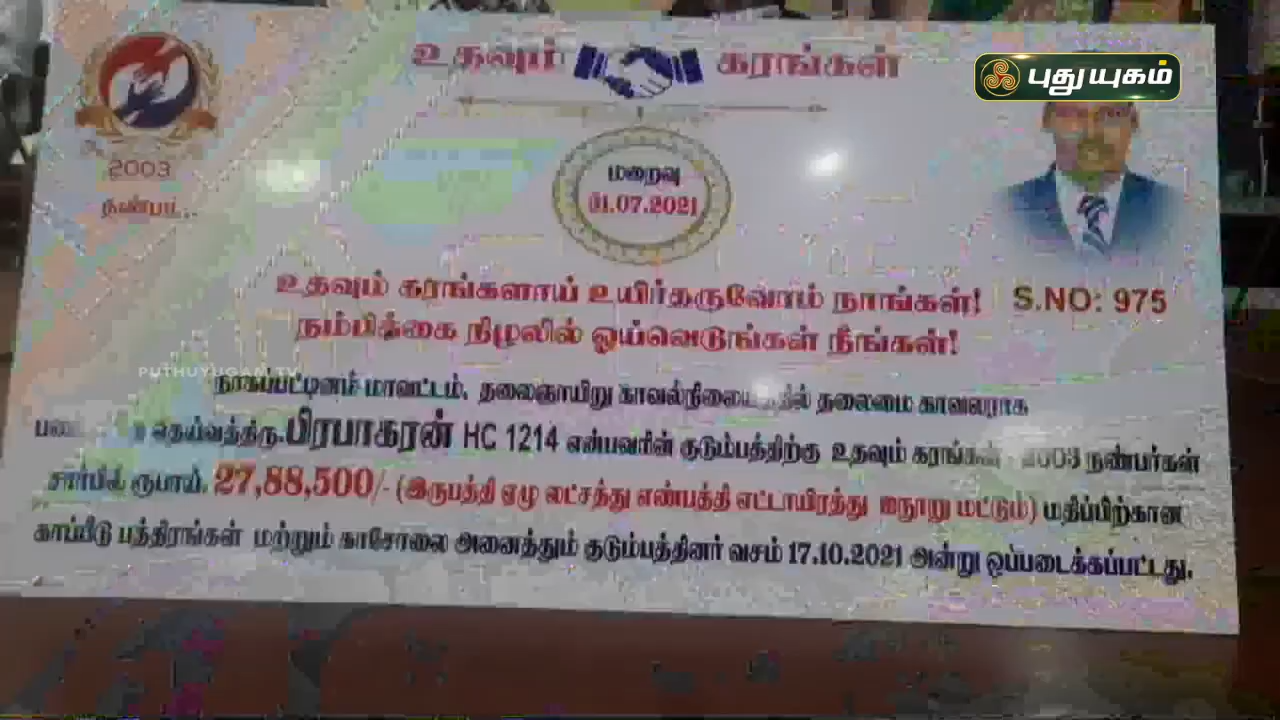 உதவும் கரங்கள்
புதுயுகம்
2003
மறைவு
01.07.2021
உதவும் கரங்களாய் உயிர்தருவோம் நாங்கள்! S.NO: 975
நம்பித்கை நிழலில் ஓய்வெடுங்கள் நீங்கள்!
PUTHUYUGAM TV
நாகப்பட்டினம் மாவட்டம், தலைஞாயிறு தலைமை காவலராக
தெய்வத்திரு.பிரபாகரன் HC 1214 என்பவரின் குடும்பத்திற்கு உதவும் கரங்கள் 2003 நண்பர்கள்
சார்பில் ரூபாய். 27,88,500/- (இருபத்தி ஏழு லட்சத்து எண்பத்தி எட்டாயிரத்து ஐநூறு மட்டும்) மதிப்பிற்கான
காப்பீடு பத்திரங்கள் மற்றும் காசோலை அனைத்தும் குடும்பத்தினர் வசம் 17.10.2021 அன்று ஒப்படைக்கப்பட்டது.